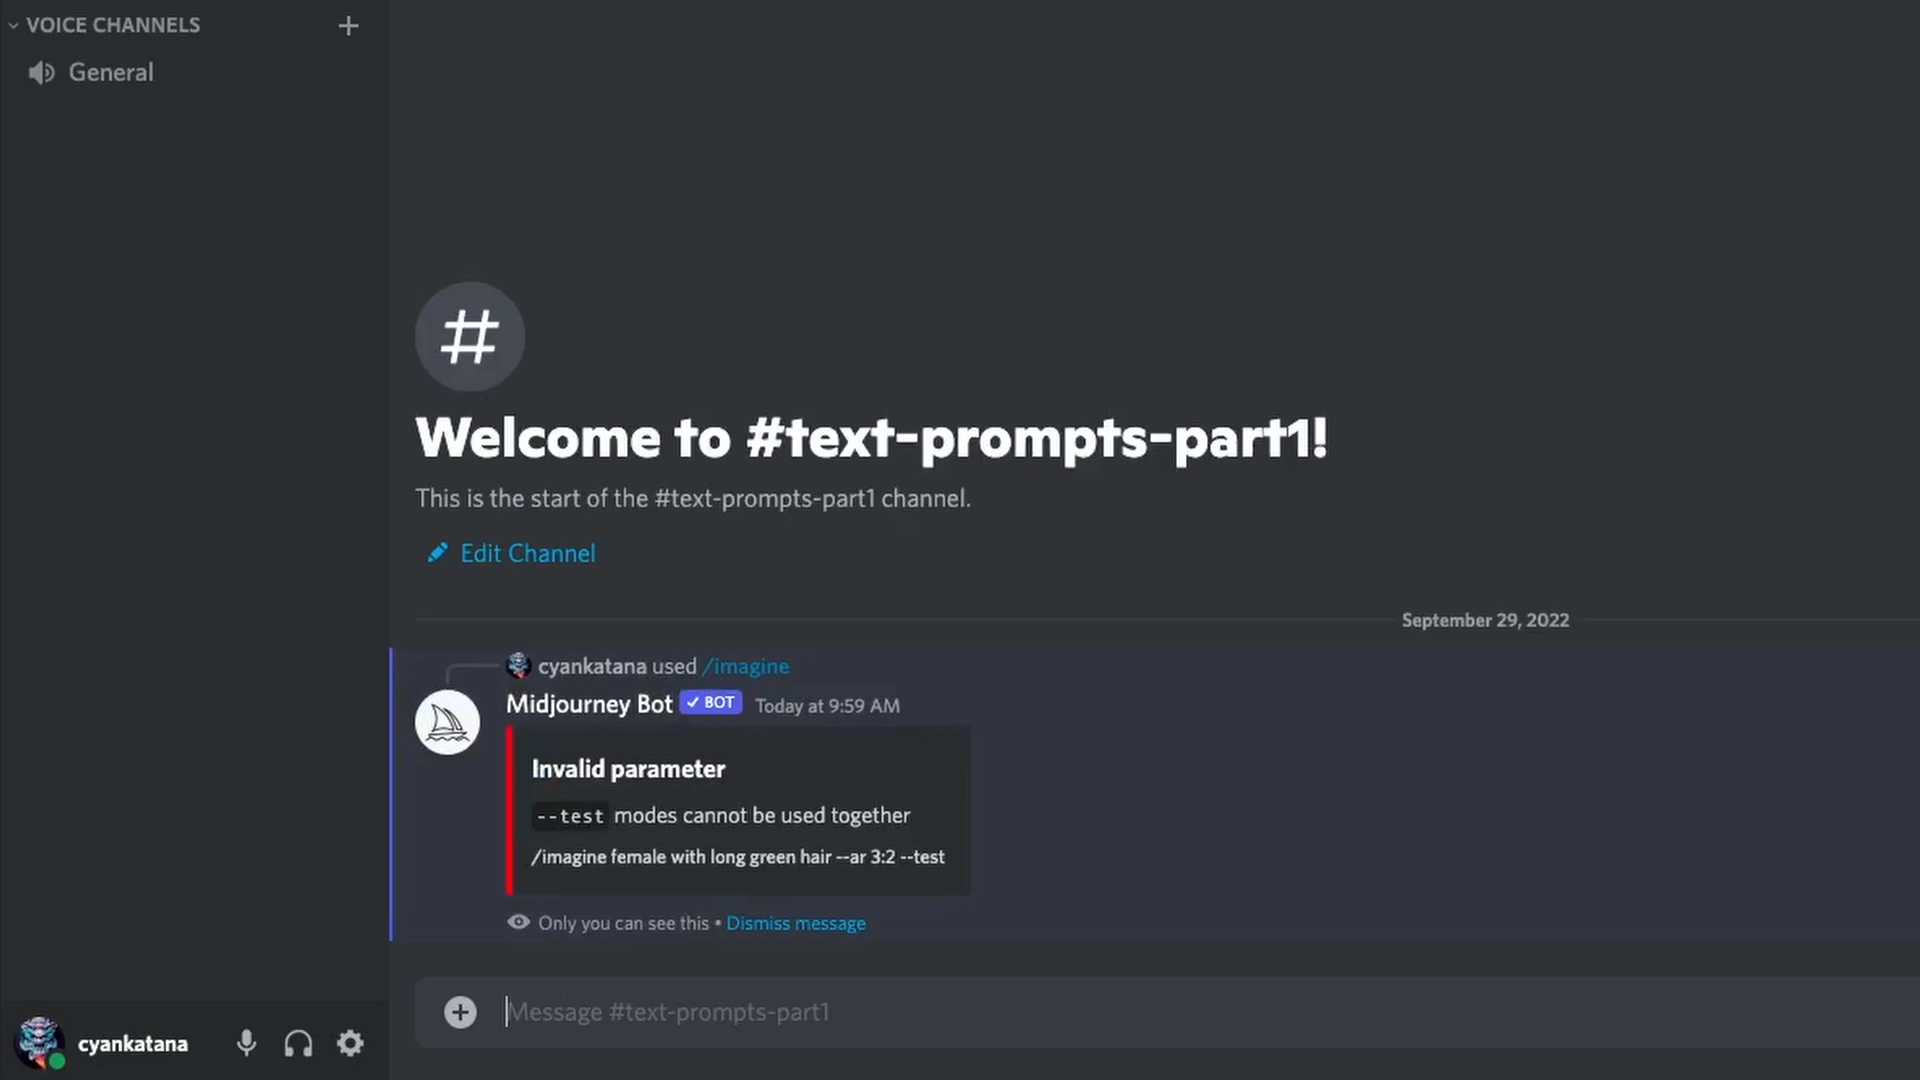 VOICE CHANNELS
General
Welcome to #text-prompts-part1!
This is the start of the #text-prompts-part1 channel.
Edit Channel
September 29, 2022
cyankatana used /imagine
Midjourney Bot ✓ BOT Today at 9:59 AM
Invalid parameter
--test modes cannot be used together
/imagine female with long green hair --ar 3:2 --test
Only you can see this • Dismiss message
Message #text-prompts-part1
cyankatana